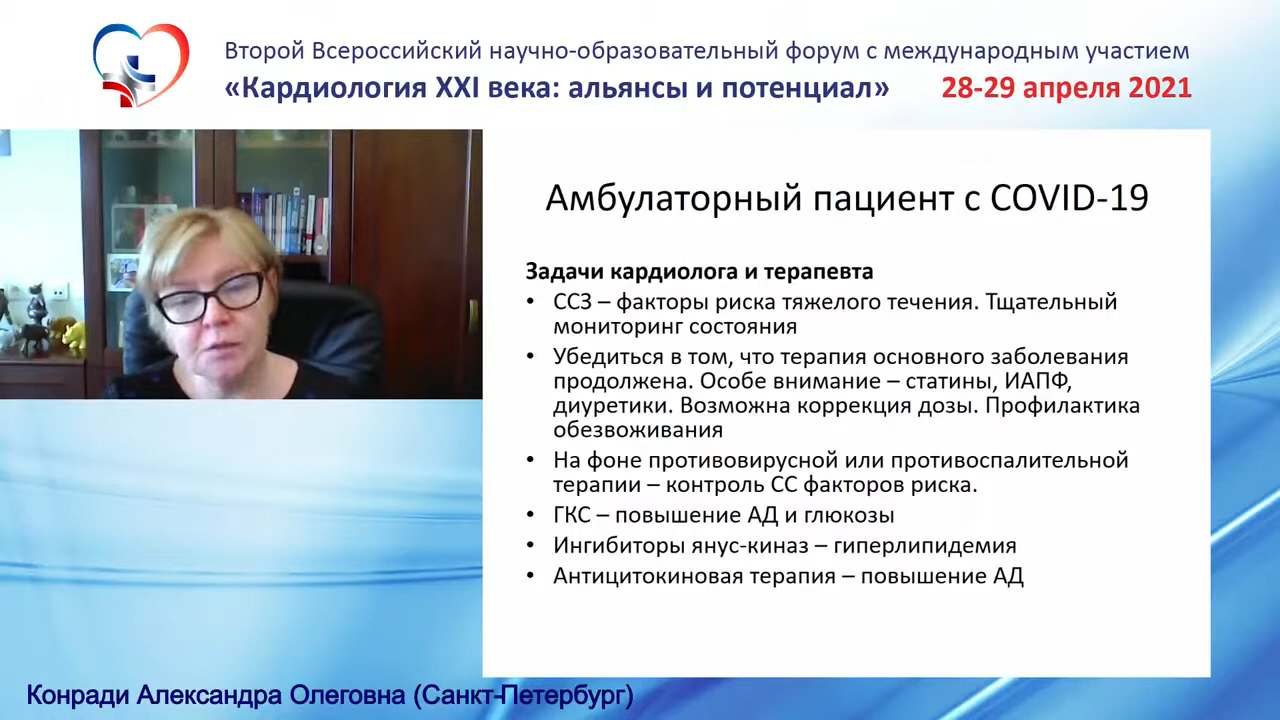 Второй Всероссийский научно-образовательный форум с международным участием
«Кардиология XXI века: альянсы и потенциал» 28-29 апреля 2021
Амбулаторный пациент с COVID-19
Задачи кардиолога и терапевта
• ССЗ – факторы риска тяжелого течения. Тщательный
мониторинг состояния
• Убедиться в том, что терапия основного заболевания
продолжена. Особе внимание – статины, ИАПФ,
диуретики. Возможна коррекция дозы. Профилактика
обезвоживания
• На фоне противовирусной или противоспалительной
терапии – контроль СС факторов риска.
• ГКС – повышение АД и глюкозы
• Ингибиторы янус-киназ – гиперлипидемия
• Антицитокиновая терапия – повышение АД
Конради Александра Олеговна (Санкт-Петербург)